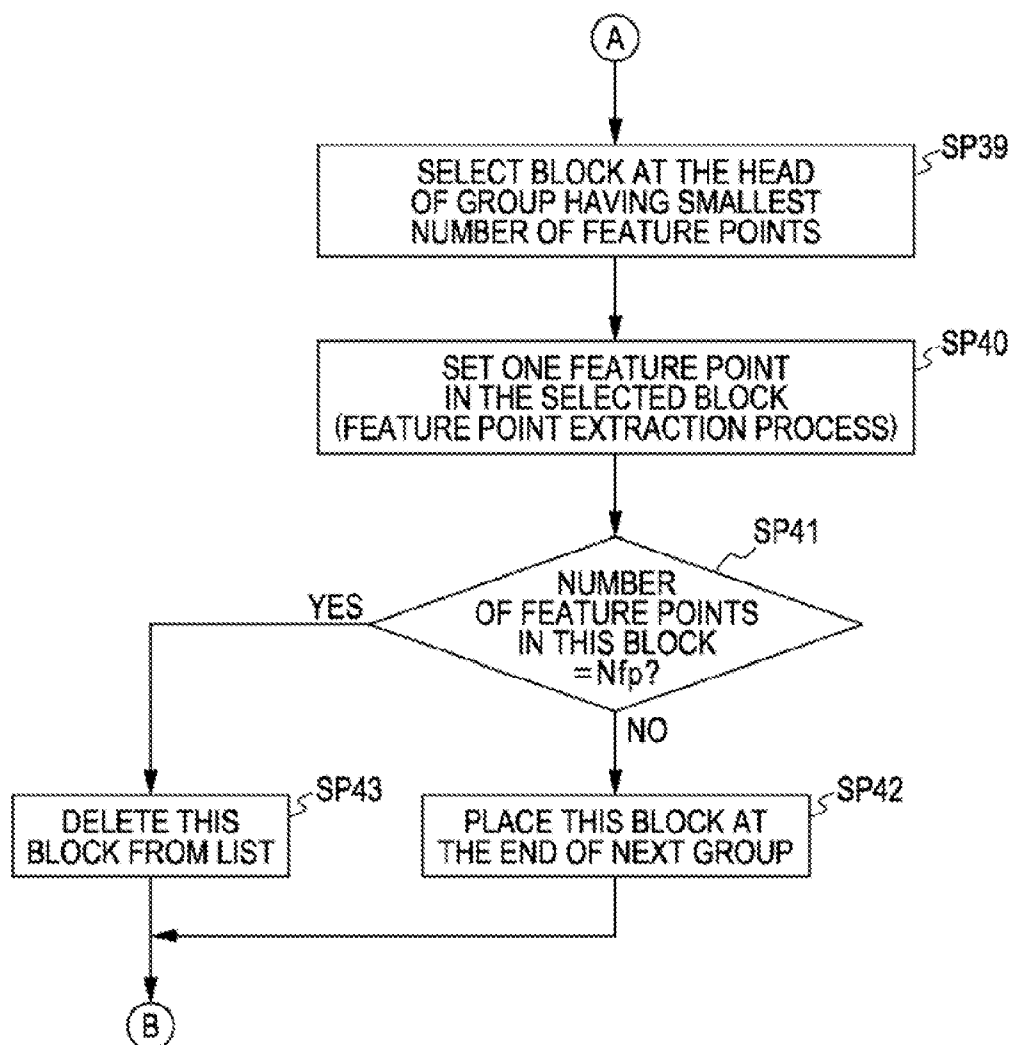 A
SP39
SELECT BLOCK AT THE HEAD
OF GROUP HAVING SMALLEST
NUMBER OF FEATURE POINTS
SP40
SET ONE FEATURE POINT
IN THE SELECTED BLOCK
(FEATURE POINT EXTRACTION PROCESS)
SP41
NUMBER
OF FEATURE POINTS
IN THIS BLOCK
=Nfp?
YES
NO
SP43
DELETE THIS
BLOCK FROM LIST
SP42
PLACE THIS BLOCK AT
THE END OF NEXT GROUP
B